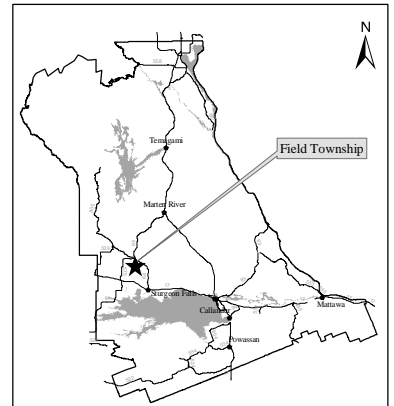 N
Temagami
Field Township
Marten River
Sturgeon Falls
Mattawa
Callander
Powassan